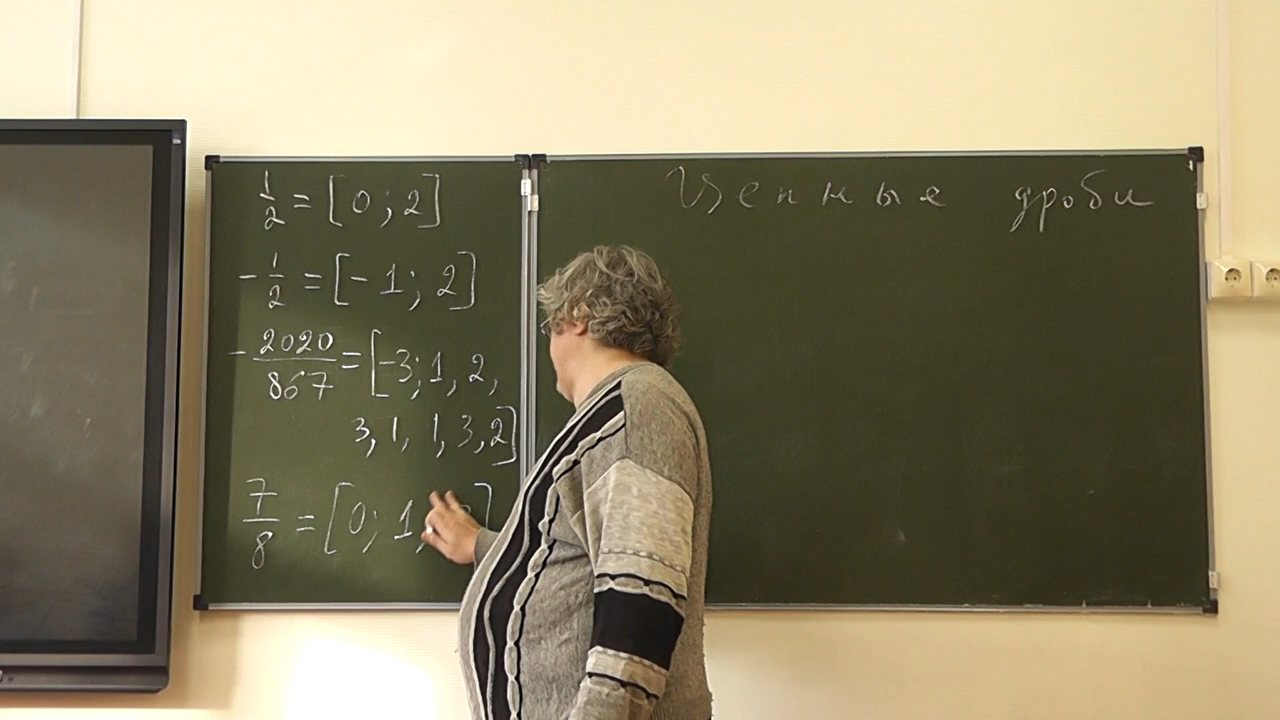 1/2 = [0; 2]
-1/2 = [-1; 2]
-2020/867 = [-3; 1, 2,
3, 1, 1, 3, 2]
7/8 = [0; 1,
Цепные дроби